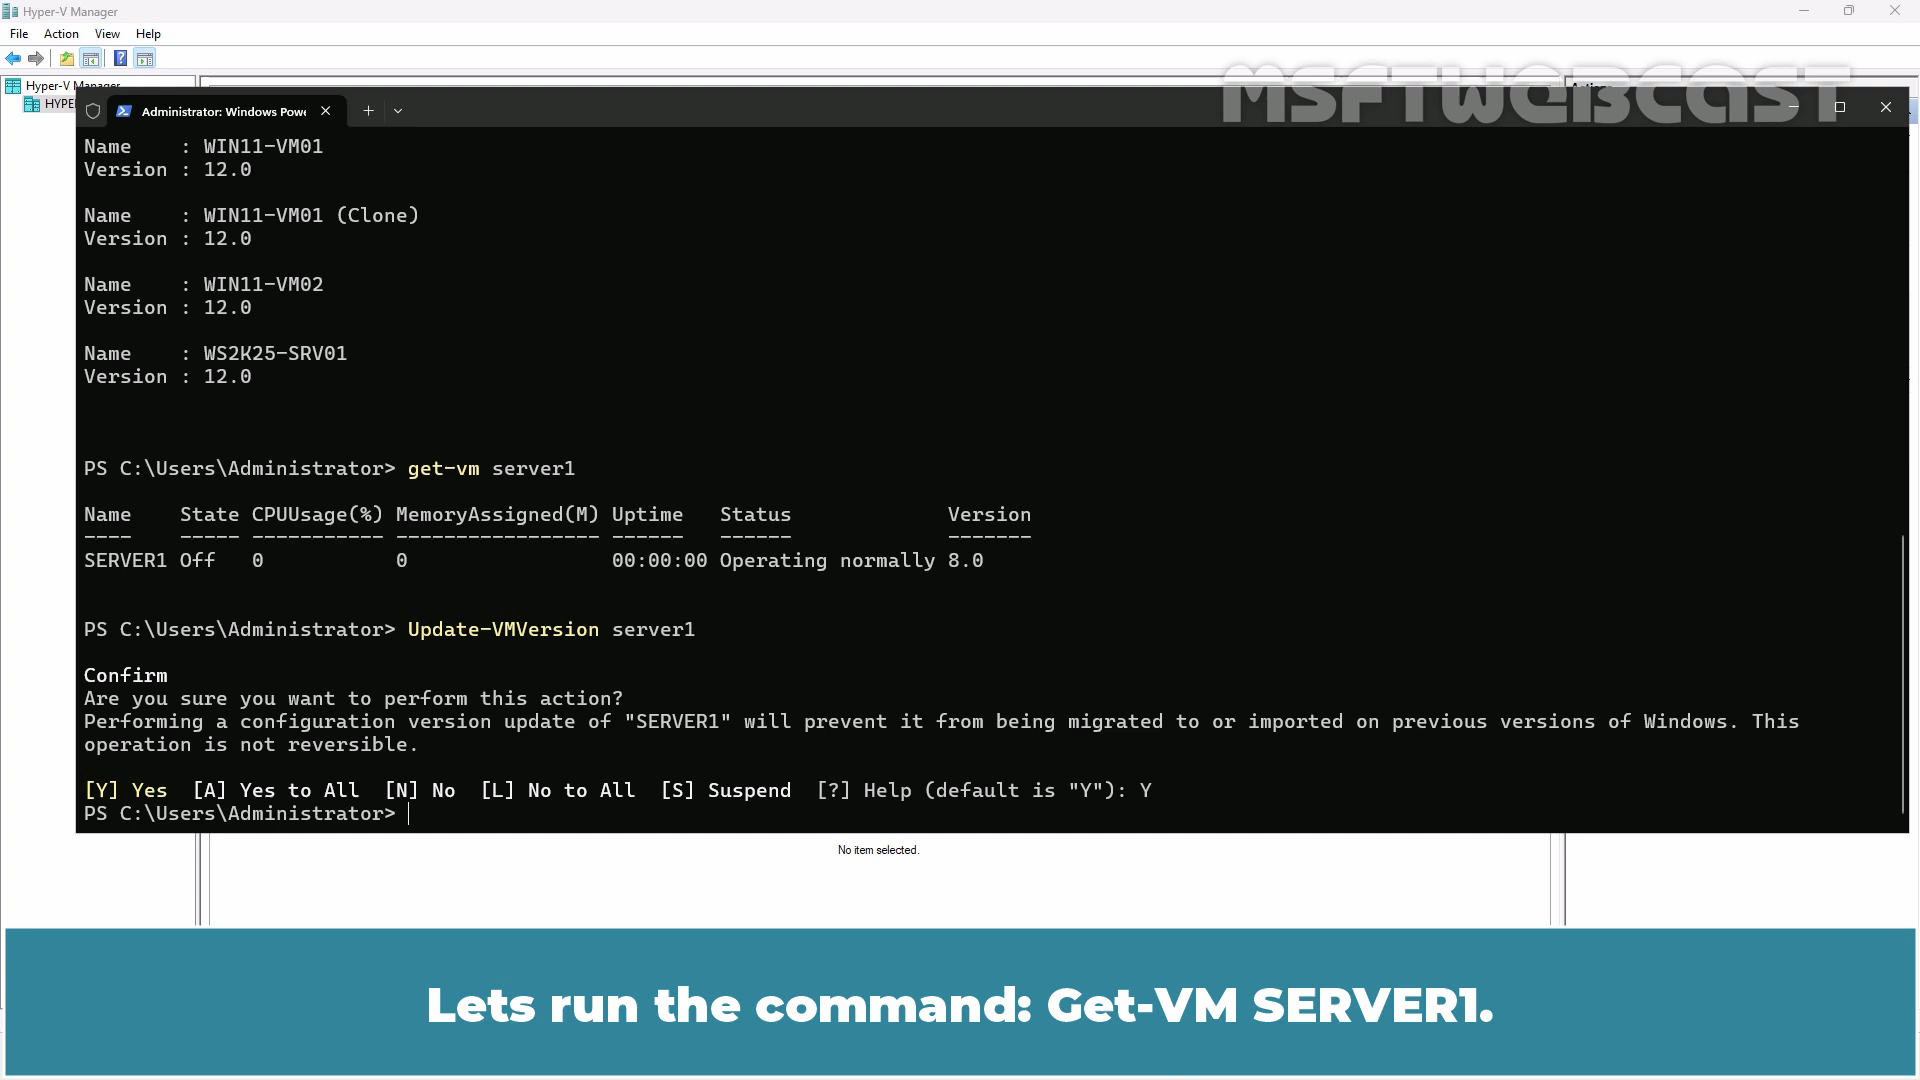 Hyper-V Manager
File Action View Help
Hyper-V Manager
HYPE
MSFTWEBCAST
Administrator: Windows Powe
Name    : WIN11-VM01
Version : 12.0
Name    : WIN11-VM01 (Clone)
Version : 12.0
Name    : WIN11-VM02
Version : 12.0
Name    : WS2K25-SRV01
Version : 12.0
PS C:\Users\Administrator> get-vm server1
Name    State CPUUsage(%) MemoryAssigned(M) Uptime   Status             Version
----    ----- ----------- ----------------- ------   ------             -------
SERVER1 Off   0           0                 00:00:00 Operating normally 8.0
PS C:\Users\Administrator> Update-VMVersion server1
Confirm
Are you sure you want to perform this action?
Performing a configuration version update of "SERVER1" will prevent it from being migrated to or imported on previous versions of Windows. This
operation is not reversible.
[Y] Yes  [A] Yes to All  [N] No  [L] No to All  [S] Suspend  [?] Help (default is "Y"): Y
PS C:\Users\Administrator>
No item selected.
Lets run the command: Get-VM SERVER1.